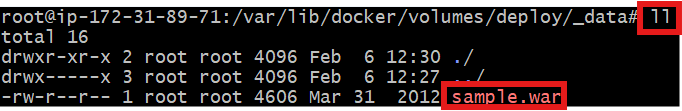 root@ip-172-31-89-71:/var/lib/docker/volumes/deploy/_data# ll
total 16
drwxr-xr-x 2 root root 4096 Feb  6 12:30 ./
drwx-----x 3 root root 4096 Feb  6 12:27 ../
-rw-r--r-- 1 root root 4606 Mar 31  2012 sample.war